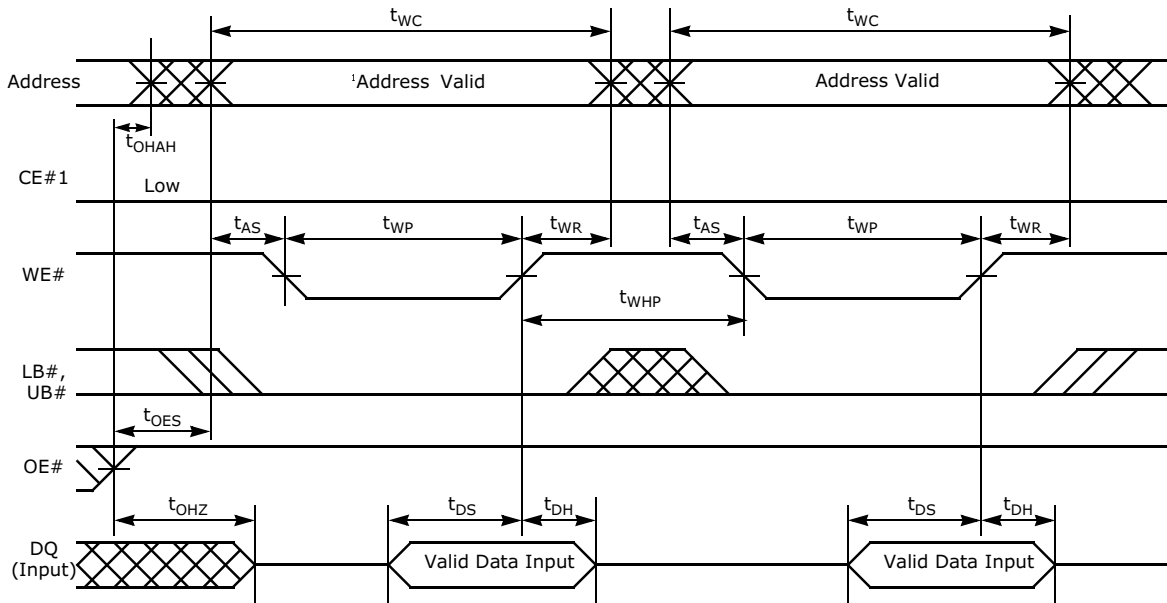 tWC tWC
Address ¹Address Valid Address Valid
tOHAH
CE#1 Low
tAS tWP tWR tAS tWP tWR
WE#
tWHP
LB#,
UB#
tOES
OE#
tOHZ tDS tDH tDS tDH
DQ
(Input) Valid Data Input Valid Data Input